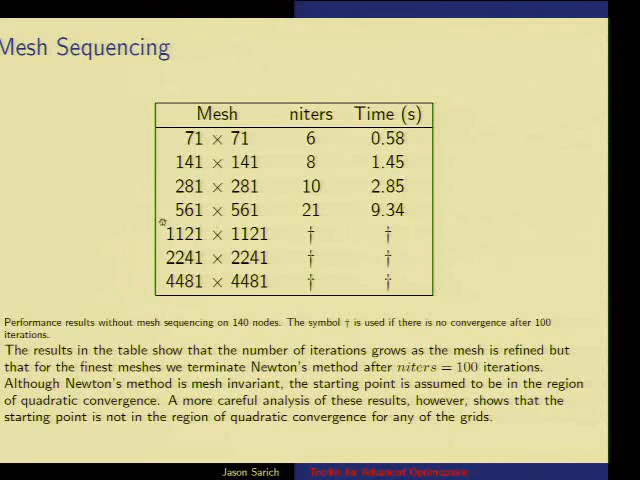 Mesh Sequencing
Mesh niters Time (s)
71 × 71 6 0.58
141 × 141 8 1.45
281 × 281 10 2.85
561 × 561 21 9.34
1121 × 1121 † †
2241 × 2241 † †
4481 × 4481 † †
Performance results without mesh sequencing on 140 nodes. The symbol † is used if there is no convergence after 100
iterations.
The results in the table show that the number of iterations grows as the mesh is refined but
that for the finest meshes we terminate Newton's method after niters = 100 iterations.
Although Newton's method is mesh invariant, the starting point is assumed to be in the region
of quadratic convergence. A more careful analysis of these results, however, shows that the
starting point is not in the region of quadratic convergence for any of the grids.
Jason Sarich Toolkit for Advanced Optimization